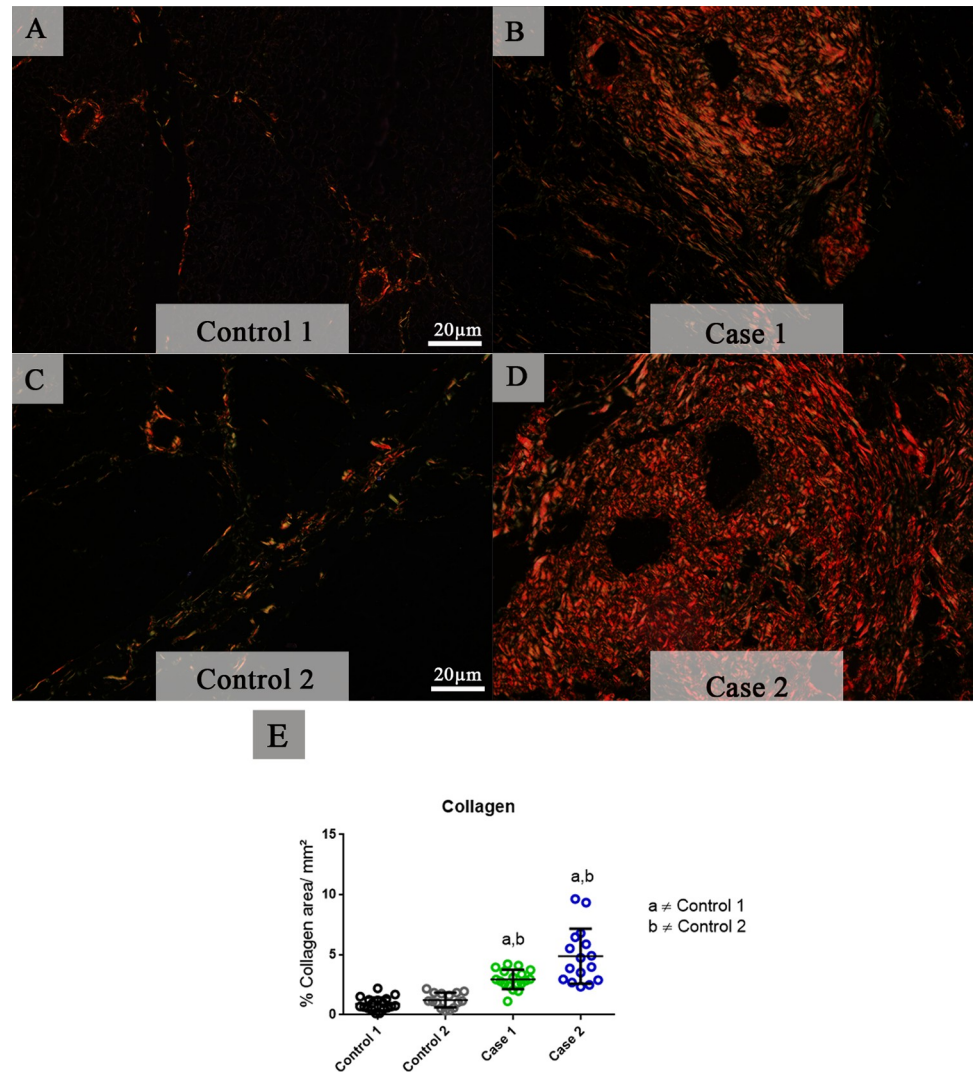 A
B
Control 1
20µm
Case 1
C
D
Control 2
20µm
Case 2
E
Collagen
% Collagen area/ mm²
15
10
5
0
a,b
a,b
a ≠ Control 1
b ≠ Control 2
Control 1
Control 2
Case 1
Case 2